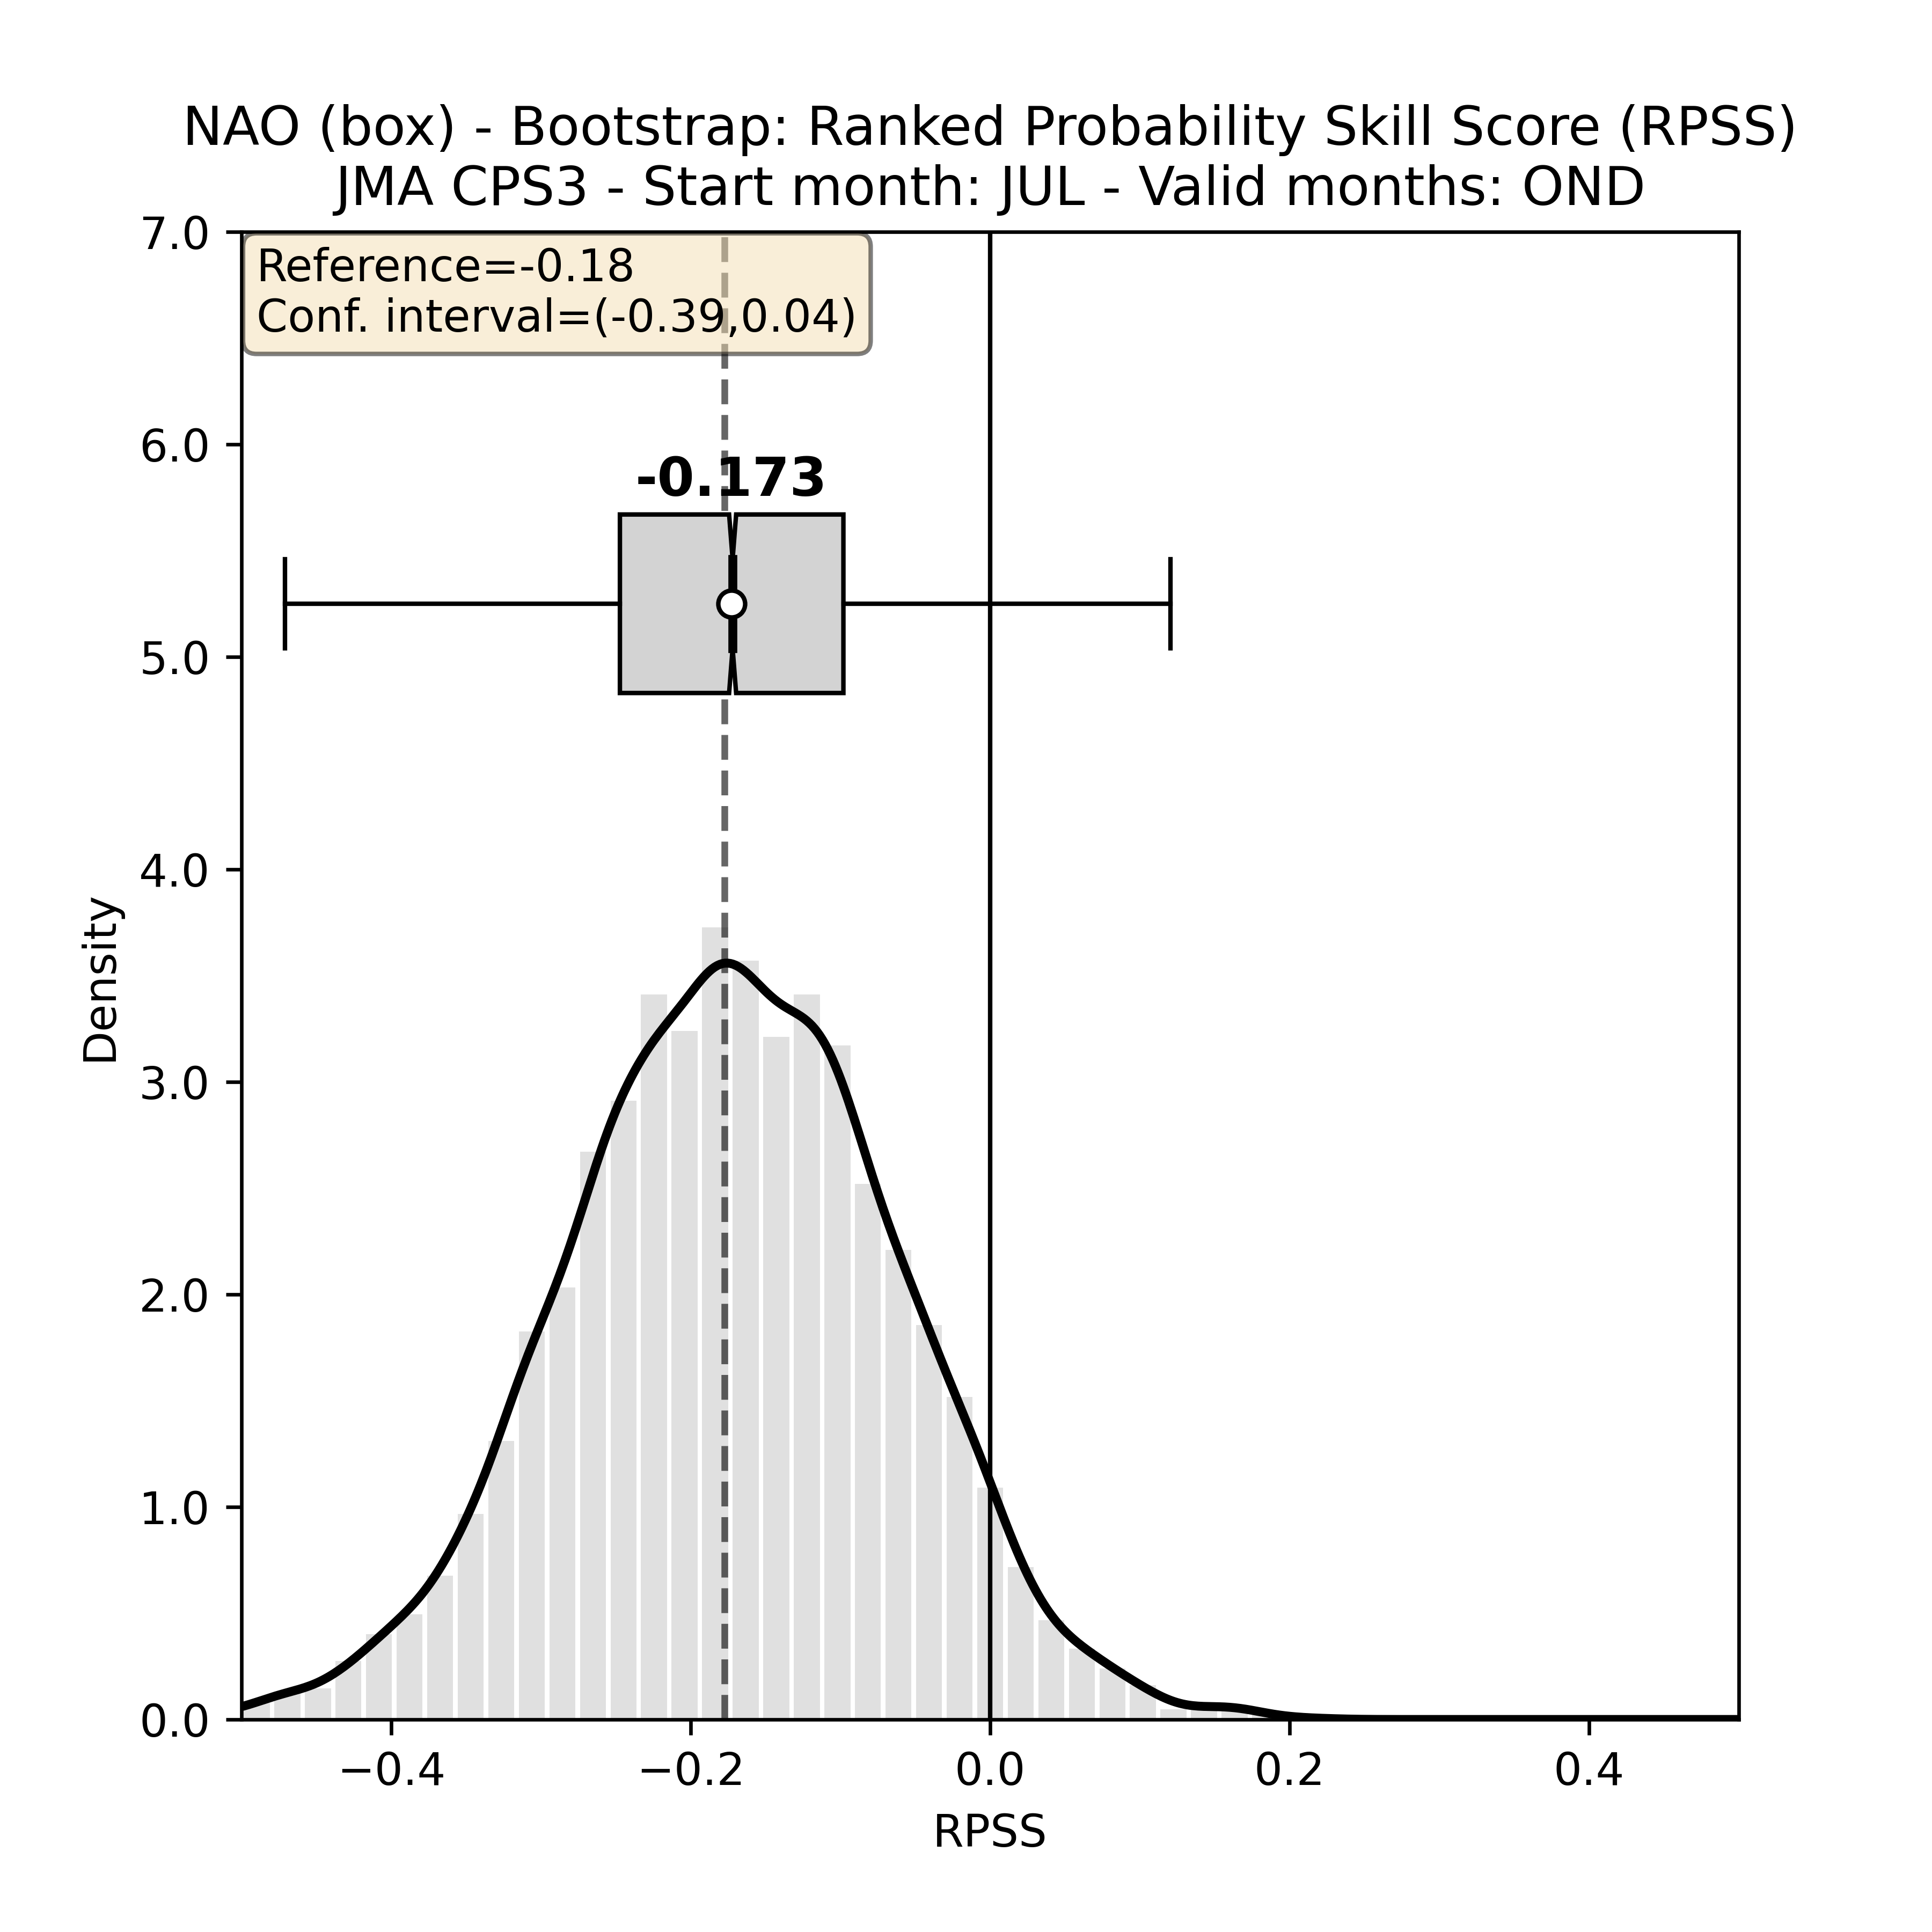 NAO (box) - Bootstrap: Ranked Probability Skill Score (RPSS)
JMA CPS3 - Start month: JUL - Valid months: OND
7.0
Reference=-0.18
Conf. interval=(-0.39,0.04)
6.0
-0.173
5.0
4.0
Density
3.0
2.0
1.0
0.0
−0.4 −0.2 0.0 0.2 0.4
RPSS